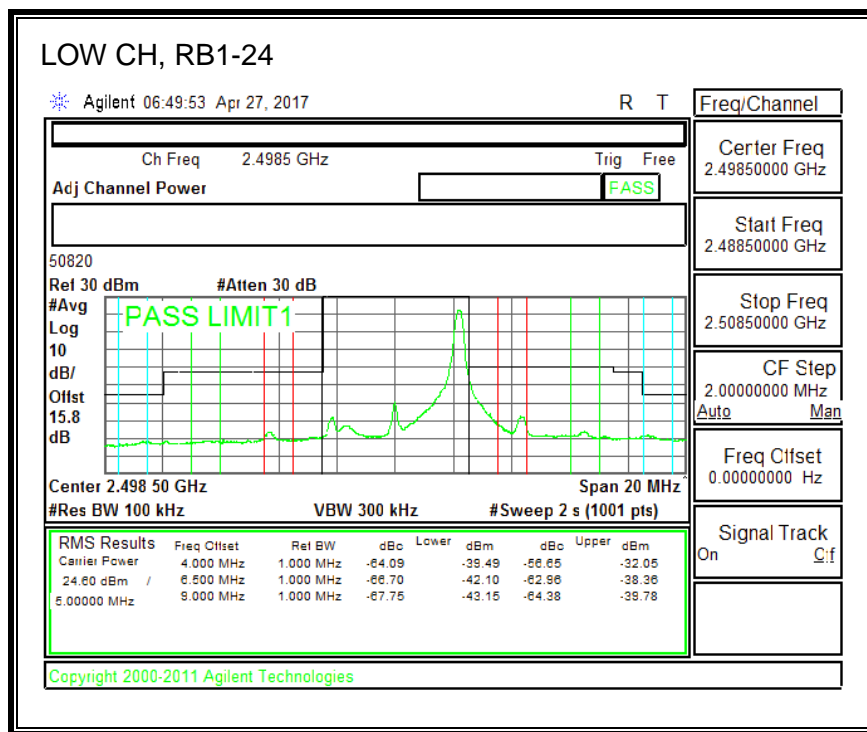 LOW CH, RB1-24
Agilent 06:49:53 Apr 27, 2017 R T
Freq/Channel
Ch Freq 2.4985 GHz Trig Free
Adj Channel Power PASS
Center Freq
2.49850000 GHz
Start Freq
2.48850000 GHz
Stop Freq
2.50850000 GHz
CF Step
2.00000000 MHz
Auto Man
Freq Offset
0.00000000 Hz
Signal Track
On Off
50820
Ref 30 dBm #Atten 30 dB
#Avg
Log
10
dB/
Offst
15.8
dB
PASS LIMIT1
Center 2.498 50 GHz Span 20 MHz
#Res BW 100 kHz VBW 300 kHz #Sweep 2 s (1001 pts)
RMS Results Freq Offset Ref BW dBc Lower dBm dBc Upper dBm
Carrier Power 4.000 MHz 1.000 MHz -64.09 -39.49 -56.65 -32.05
24.60 dBm / 6.500 MHz 1.000 MHz -66.70 -42.10 -62.96 -38.36
5.00000 MHz 9.000 MHz 1.000 MHz -67.75 -43.15 -64.38 -39.78
Copyright 2000-2011 Agilent Technologies